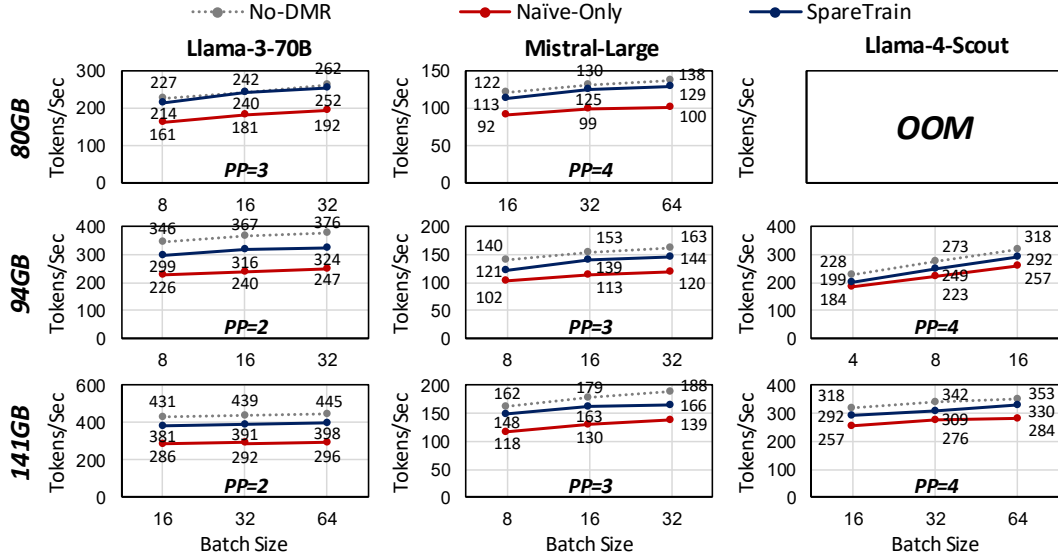 No-DMR Naïve-Only SpareTrain
Llama-3-70B Mistral-Large Llama-4-Scout
80GB
Tokens/Sec
300
200
100
0
227 242 262
214 240 252
161 181 192
PP=3
8 16 32
Tokens/Sec
150
100
50
0
122 130 138
113 125 129
92 99 100
PP=4
16 32 64
Tokens/Sec
OOM
94GB
Tokens/Sec
400
300
200
100
0
346 367 376
299 316 324
226 240 247
PP=2
8 16 32
Tokens/Sec
200
150
100
50
0
140 153 163
121 139 144
102 113 120
PP=3
8 16 32
Tokens/Sec
400
300
200
100
0
228 273 318
199 249 292
184 223 257
PP=4
4 8 16
141GB
Tokens/Sec
600
400
200
0
431 439 445
381 391 398
286 292 296
PP=2
16 32 64
Batch Size
Tokens/Sec
200
150
100
50
0
162 179 188
148 163 166
118 130 139
PP=3
8 16 32
Batch Size
Tokens/Sec
400
300
200
100
0
318 342 353
292 309 330
257 276 284
PP=4
16 32 64
Batch Size